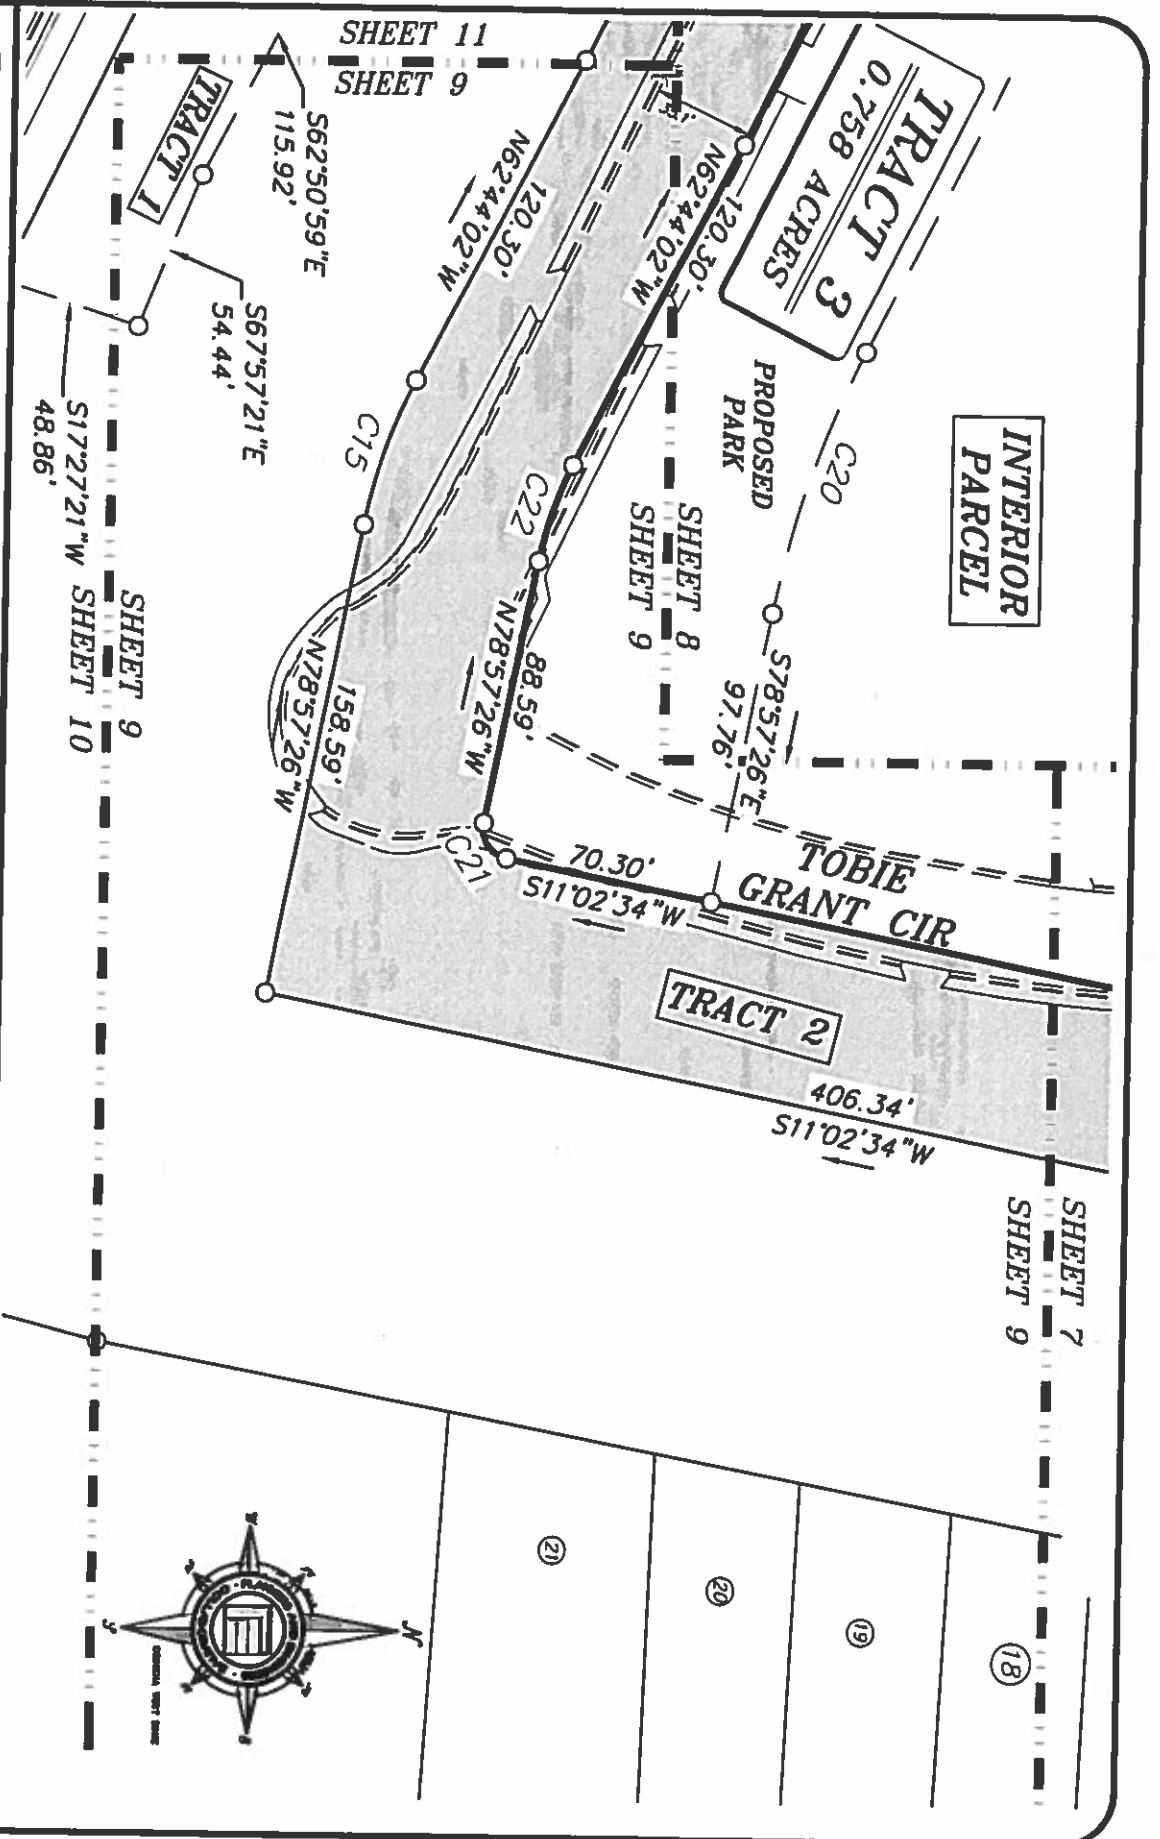 SHEET 11
SHEET 9
TRACT 3
0.758 ACRES
INTERIOR
PARCEL
PROPOSED
PARK
C20
S78°57'26"E
97.76'
SHEET 8
SHEET 9
TRACT 1
S62°50'59"E
115.92'
S67°57'21"E
54.44'
S17°27'21"W
48.86'
SHEET 9
SHEET 10
120.30'
N62°44'02"W
120.30'
N62°44'02"W
C15
C22
88.59'
N78°57'26"W
158.59'
N78°57'26"W
C21
70.30'
S11°02'34"W
TOBIE
GRANT CIR
TRACT 2
406.34'
S11°02'34"W
SHEET 7
SHEET 9
18
19
20
21
N